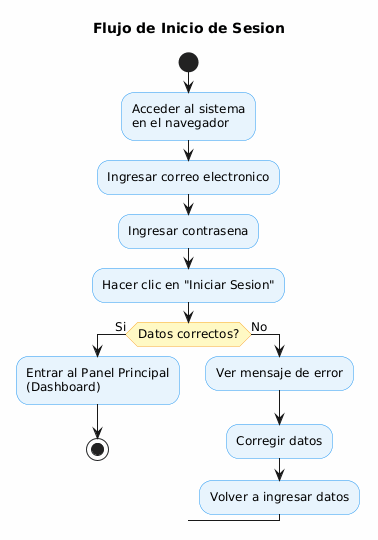 Flujo de Inicio de Sesion
Acceder al sistema
en el navegador
Ingresar correo electronico
Ingresar contrasena
Hacer clic en "Iniciar Sesion"
Si
Datos correctos?
No
Entrar al Panel Principal
(Dashboard)
Ver mensaje de error
Corregir datos
Volver a ingresar datos